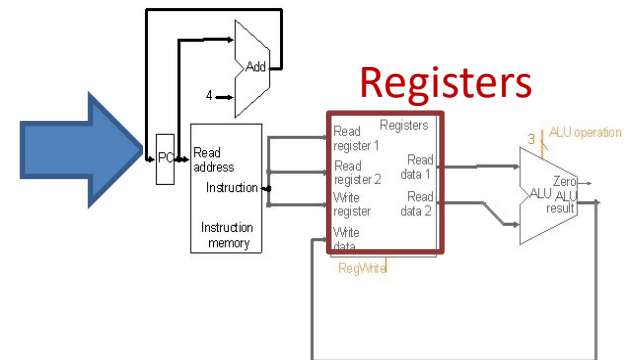 Add
4
Registers
PC
Read
address
Instruction
Instruction
memory
Registers
Read
register 1
Read
register 2
Write
register
Write
data
Read
data 1
Read
data 2
RegWrite
3
ALU operation
Zero
ALU
ALU
result